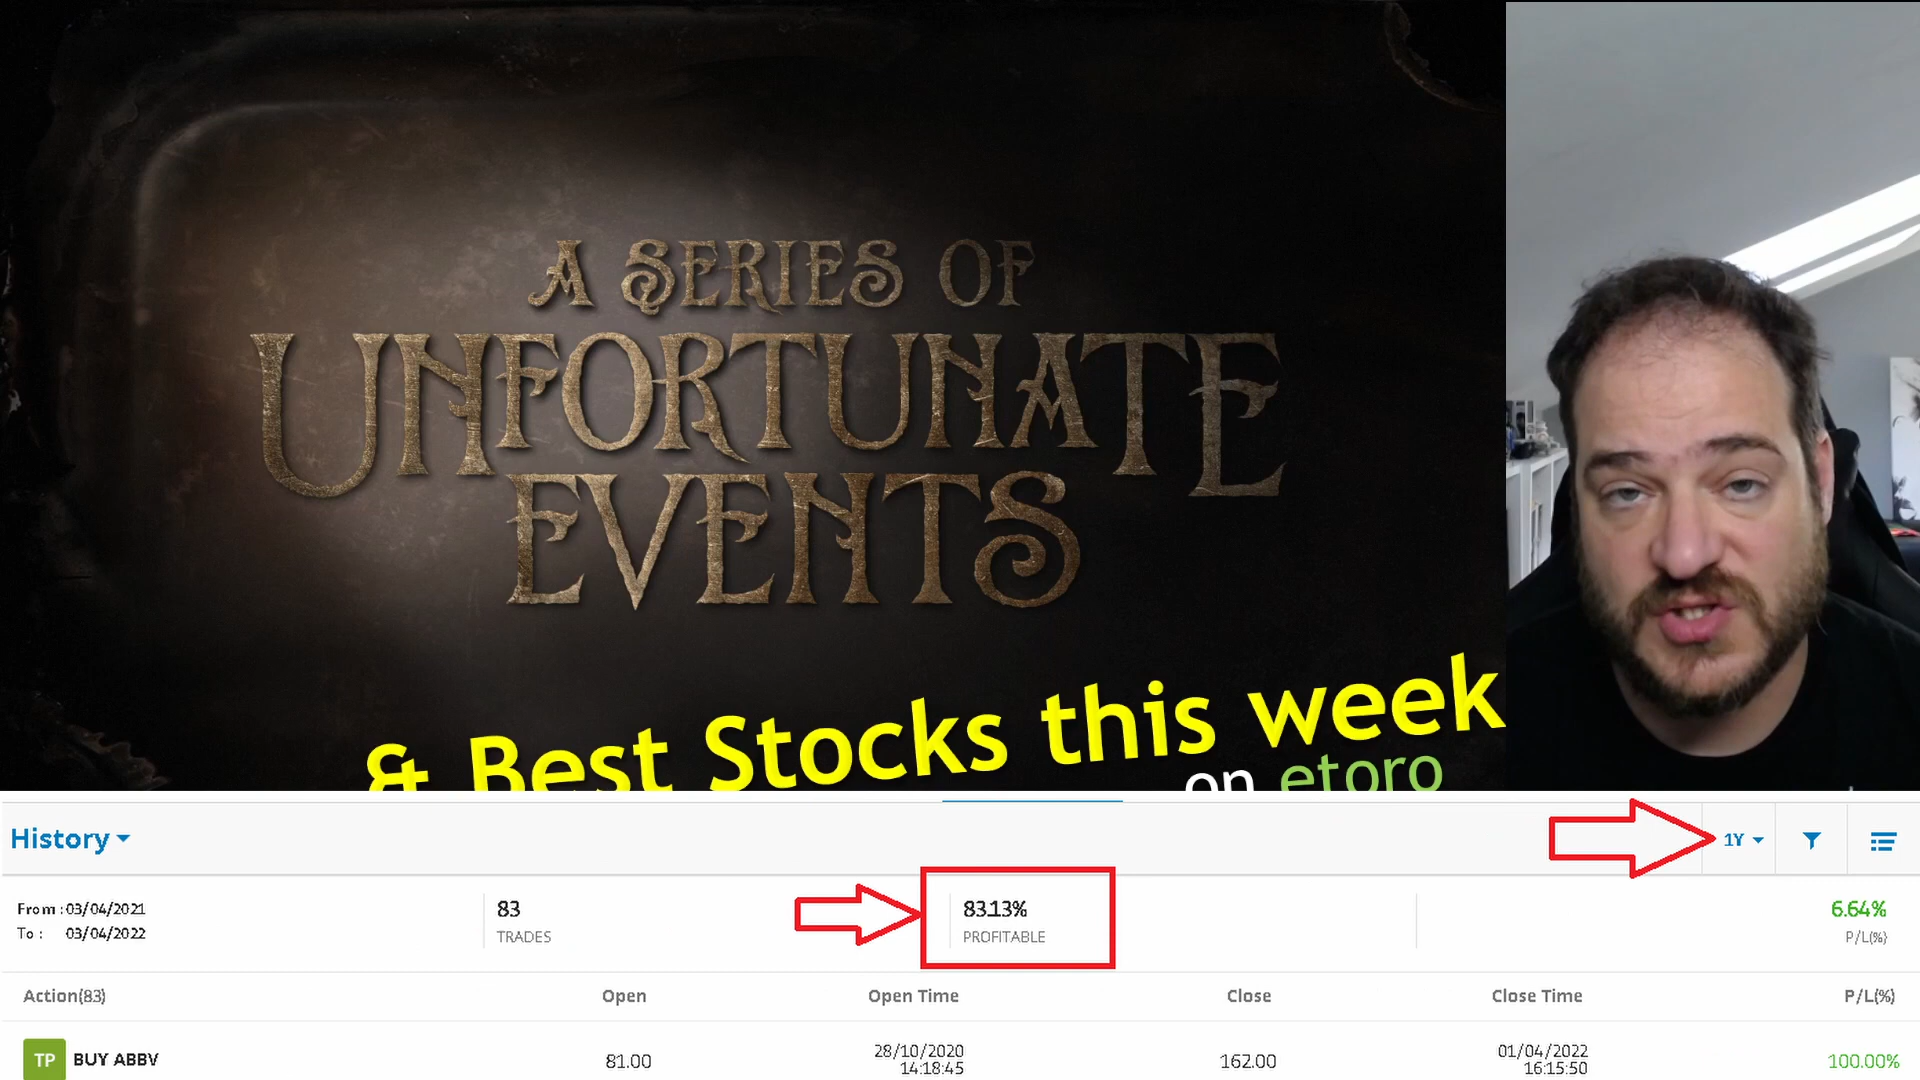 A SERIES OF
UNFORTUNATE
EVENTS
& Best Stocks this week
on etoro
History
1Y
From : 03/04/2021
To : 03/04/2022
83
TRADES
83.13%
PROFITABLE
6.64%
P/L(%)
Action(83) Open Open Time Close Close Time P/L(%)
TP BUY ABBV 81.00 28/10/2020 14:18:45 162.00 01/04/2022 16:15:50 100.00%